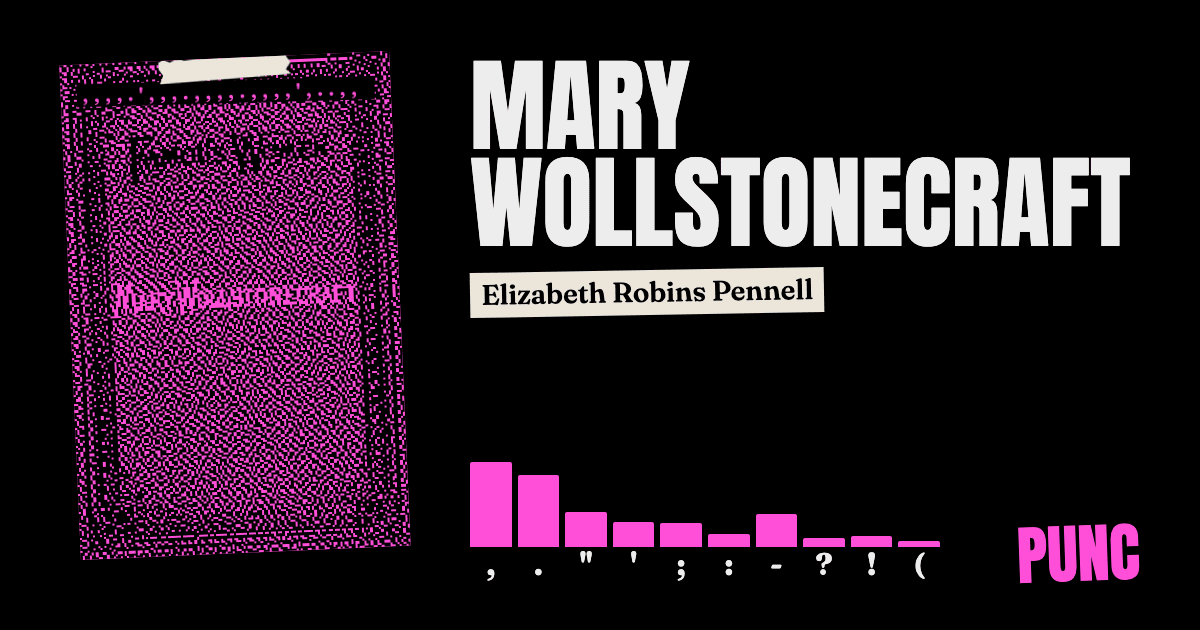 MARY
WOLLSTONECRAFT
Elizabeth Robins Pennell
, . " ' ; : - ? ! (
PUNC
MARY WOLLSTONECRAFT